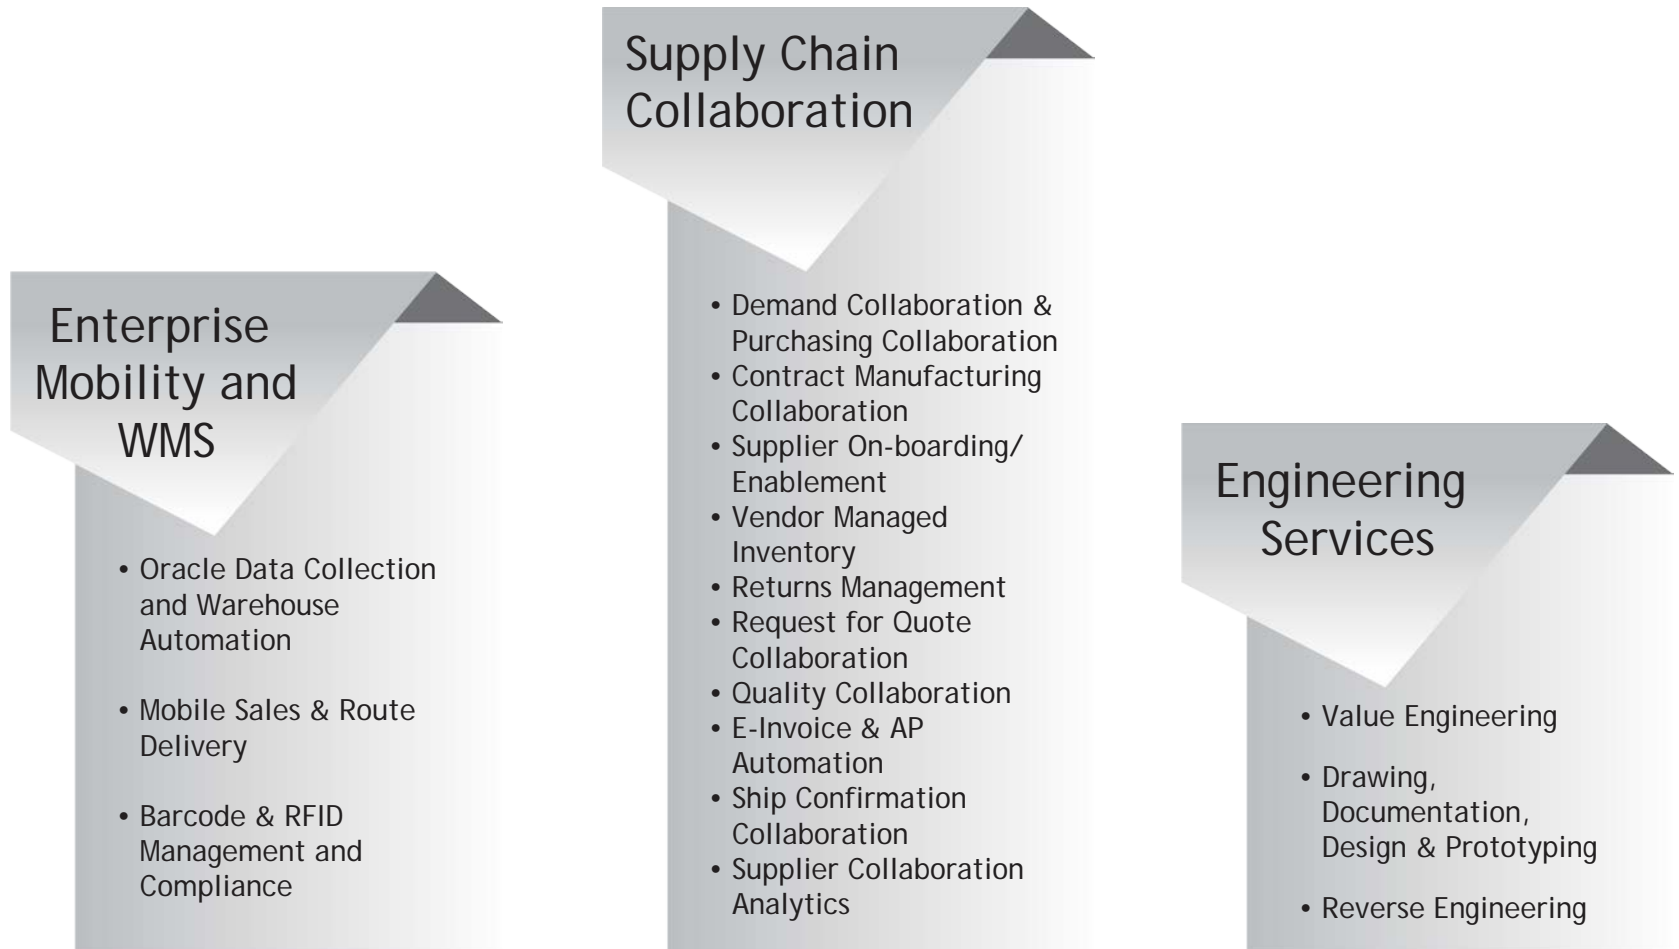 Supply Chain
Collaboration
• Demand Collaboration &
Purchasing Collaboration
• Contract Manufacturing
Collaboration
• Supplier On-boarding/
Enablement
• Vendor Managed
Inventory
• Returns Management
• Request for Quote
Collaboration
• Quality Collaboration
• E-Invoice & AP
Automation
• Ship Confirmation
Collaboration
• Supplier Collaboration
Analytics
Enterprise
Mobility and
WMS
• Oracle Data Collection
and Warehouse
Automation
• Mobile Sales & Route
Delivery
• Barcode & RFID
Management and
Compliance
Engineering
Services
• Value Engineering
• Drawing,
Documentation,
Design & Prototyping
• Reverse Engineering